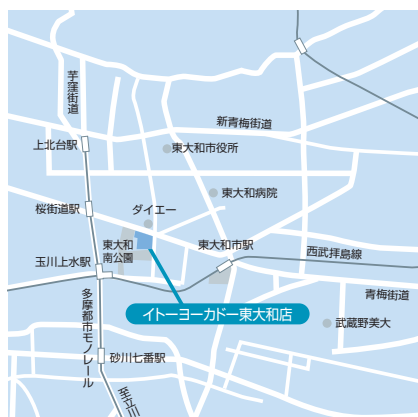 芋窪街道
新青梅街道
上北台駅
東大和市役所
東大和病院
桜街道駅
ダイエー
東大和
南公園
東大和市駅
西武拝島線
玉川上水駅
青梅街道
イトーヨーカドー東大和店
武蔵野美大
多摩都市モノレール
砂川七番駅
至立川